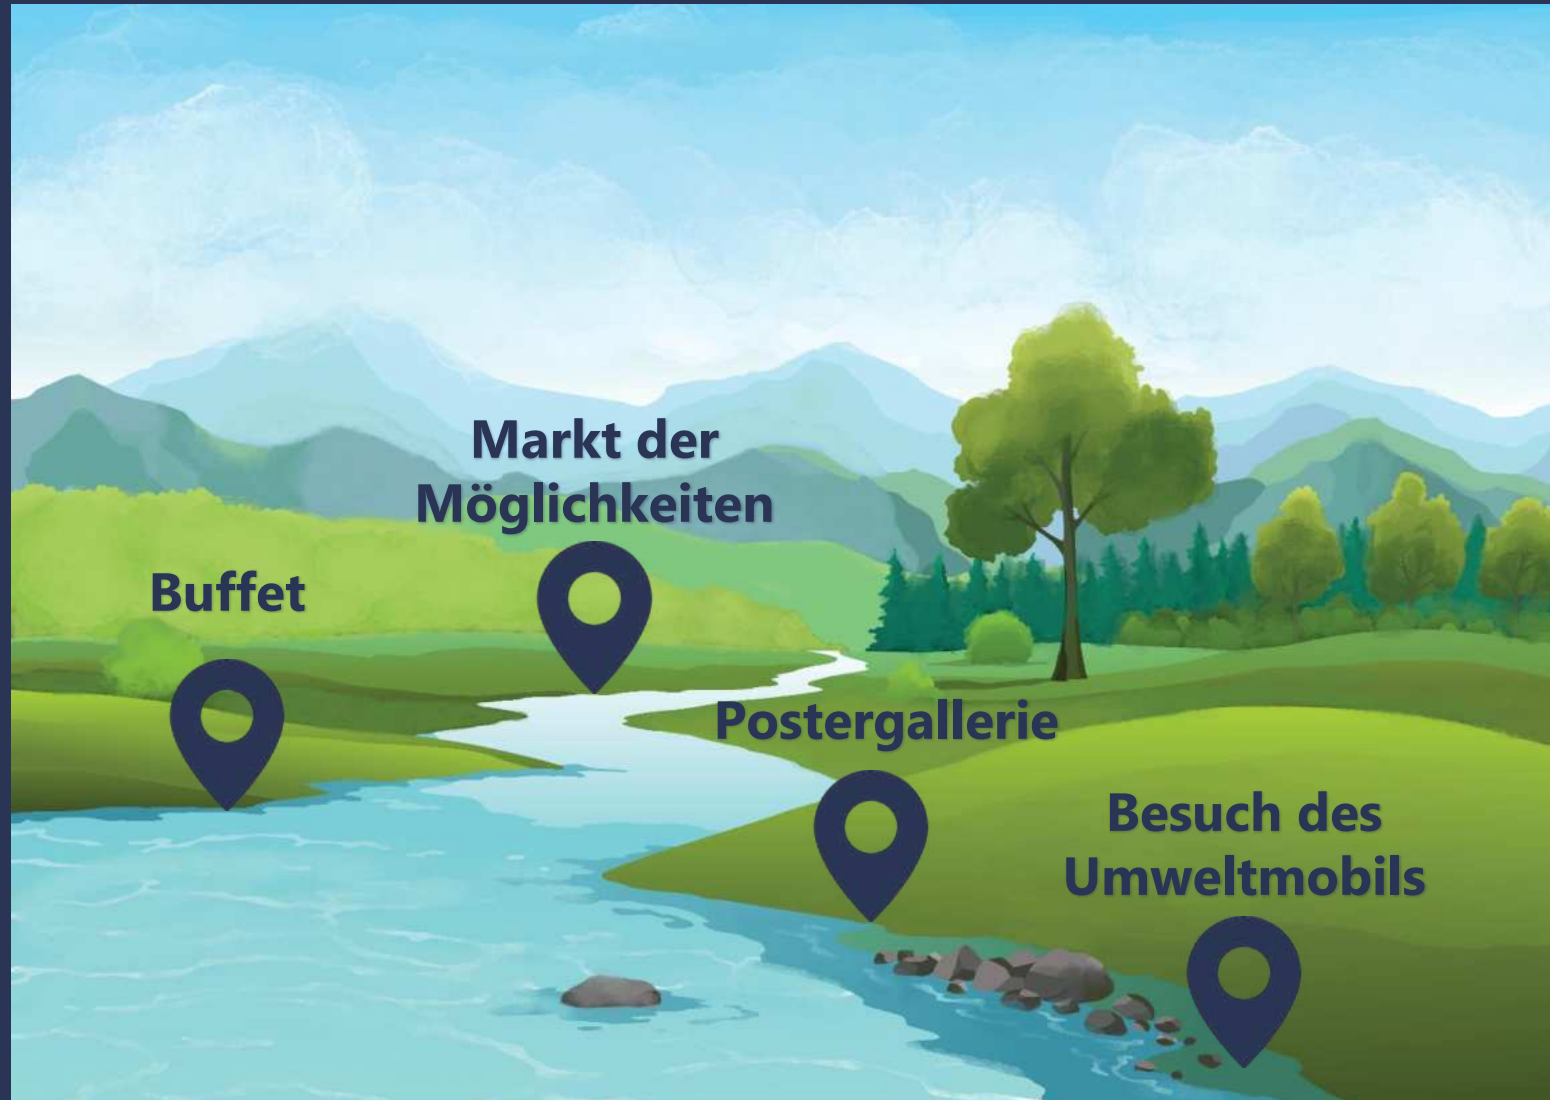 Markt der
Möglichkeiten
Buffet
Postergallerie
Besuch des
Umweltmobils